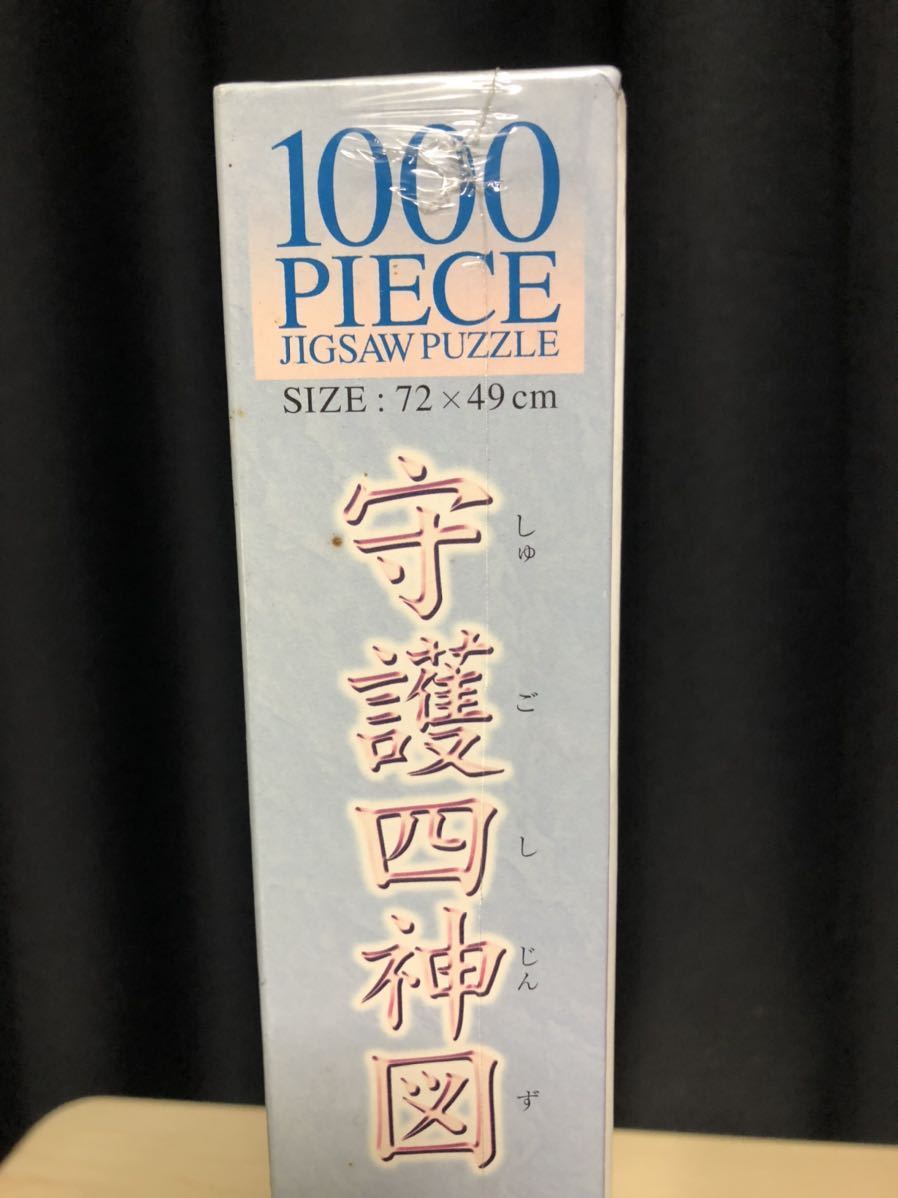 1000
PIECE
JIGSAW PUZZLE
SIZE : 72×49cm
守護四神図
しゅごしじんず